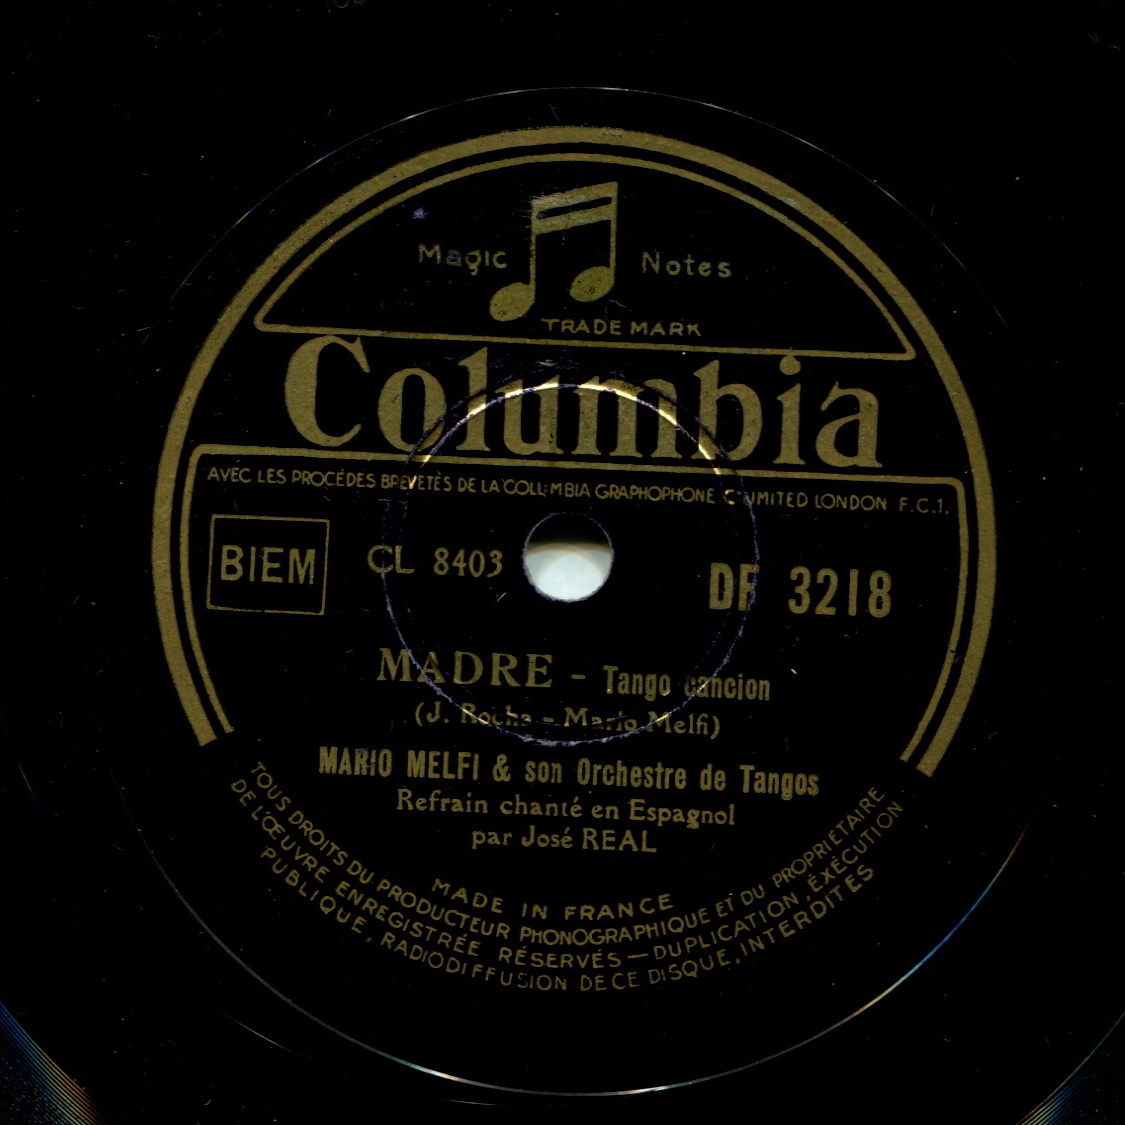 Magic Notes
TRADE MARK
Columbia
AVEC LES PROCÉDÉS BREVETÈS DE LA COLUMBIA GRAPHOPHONE Cº LIMITED LONDON F.C.1.
BIEM CL 8403 DF 3218
MADRE - Tango cancion
(J. Rocha - Mario Melfi)
MARIO MELFI & son Orchestre de Tangos
Refrain chanté en Espagnol
par José REAL
MADE IN FRANCE
TOUS DROITS DU PRODUCTEUR PHONOGRAPHIQUE ET DU PROPRIETAIRE
DE L'ŒUVRE ENREGISTRÉE RÉSERVÉS — DUPLICATION, EXÉCUTION
PUBLIQUE, RADIODIFFUSION DE CE DISQUE, INTERDITES